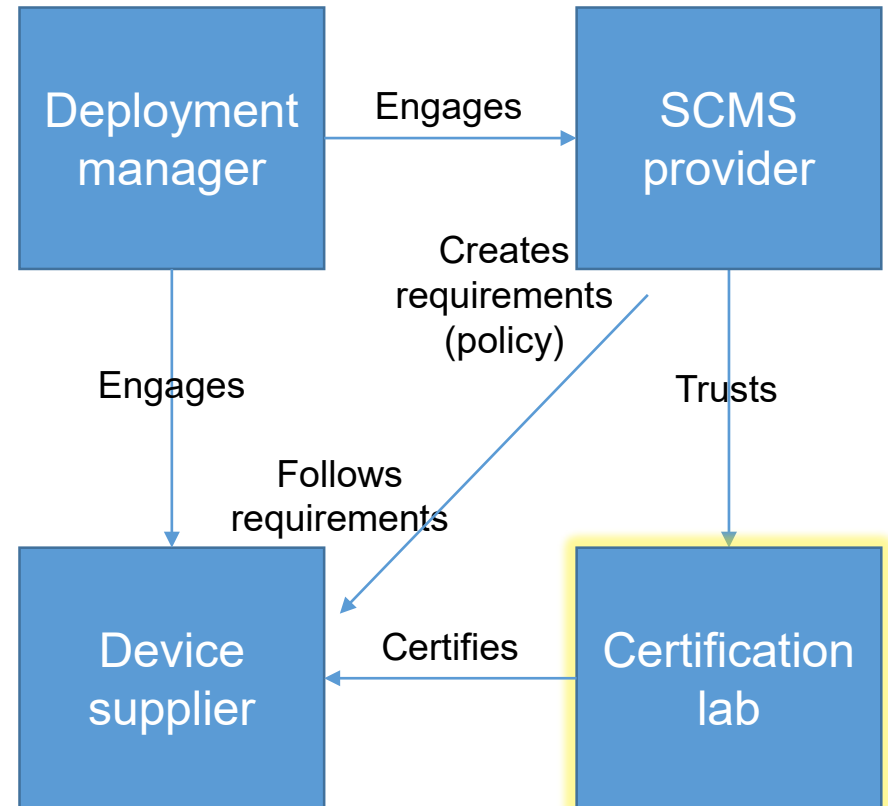 Deployment
manager
Engages
SCMS
provider
Creates
requirements
(policy)
Engages
Trusts
Follows
requirements
Device
supplier
Certifies
Certification
lab